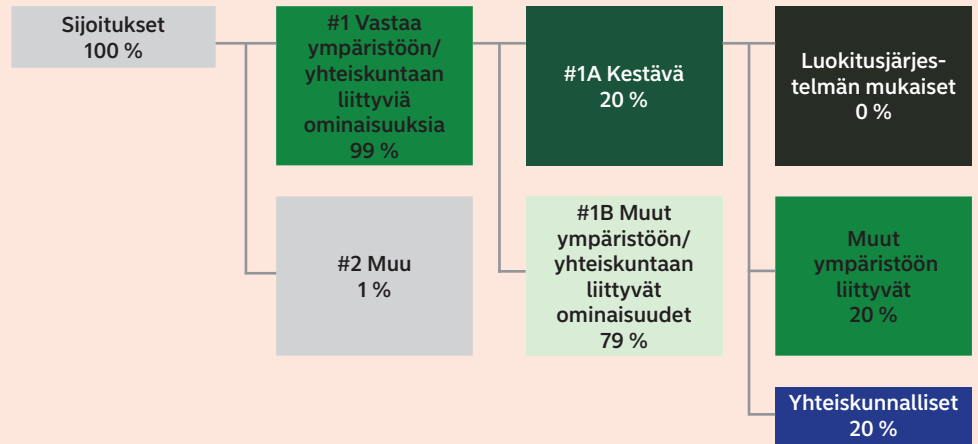 Sijoitukset
100 %
#1 Vastaa
ympäristöön/
yhteiskuntaan
liittyviä
ominaisuuksia
99 %
#2 Muu
1 %
#1A Kestävä
20 %
#1B Muut
ympäristöön/
yhteiskuntaan
liittyvät
ominaisuudet
79 %
Luokitusjärjes-
telmän mukaiset
0 %
Muut
ympäristöön
liittyvät
20 %
Yhteiskunnalliset
20 %